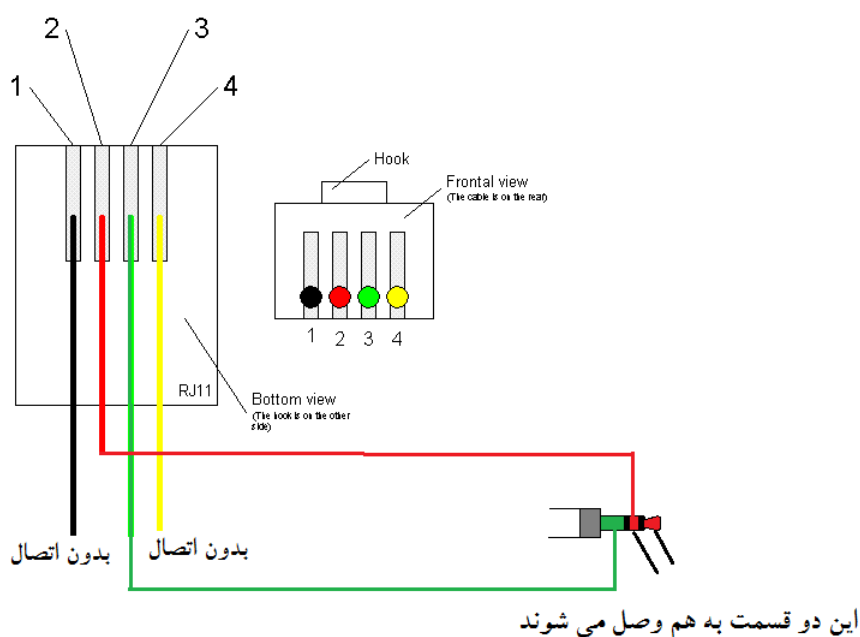 2
3
1
4
Hook
Frontal view
(The cable is on the rear)
1 2 3 4
RJ11
Bottom view
(The hook is on the other
side)
بدون اتصال
بدون اتصال
این دو قسمت به هم وصل می شوند